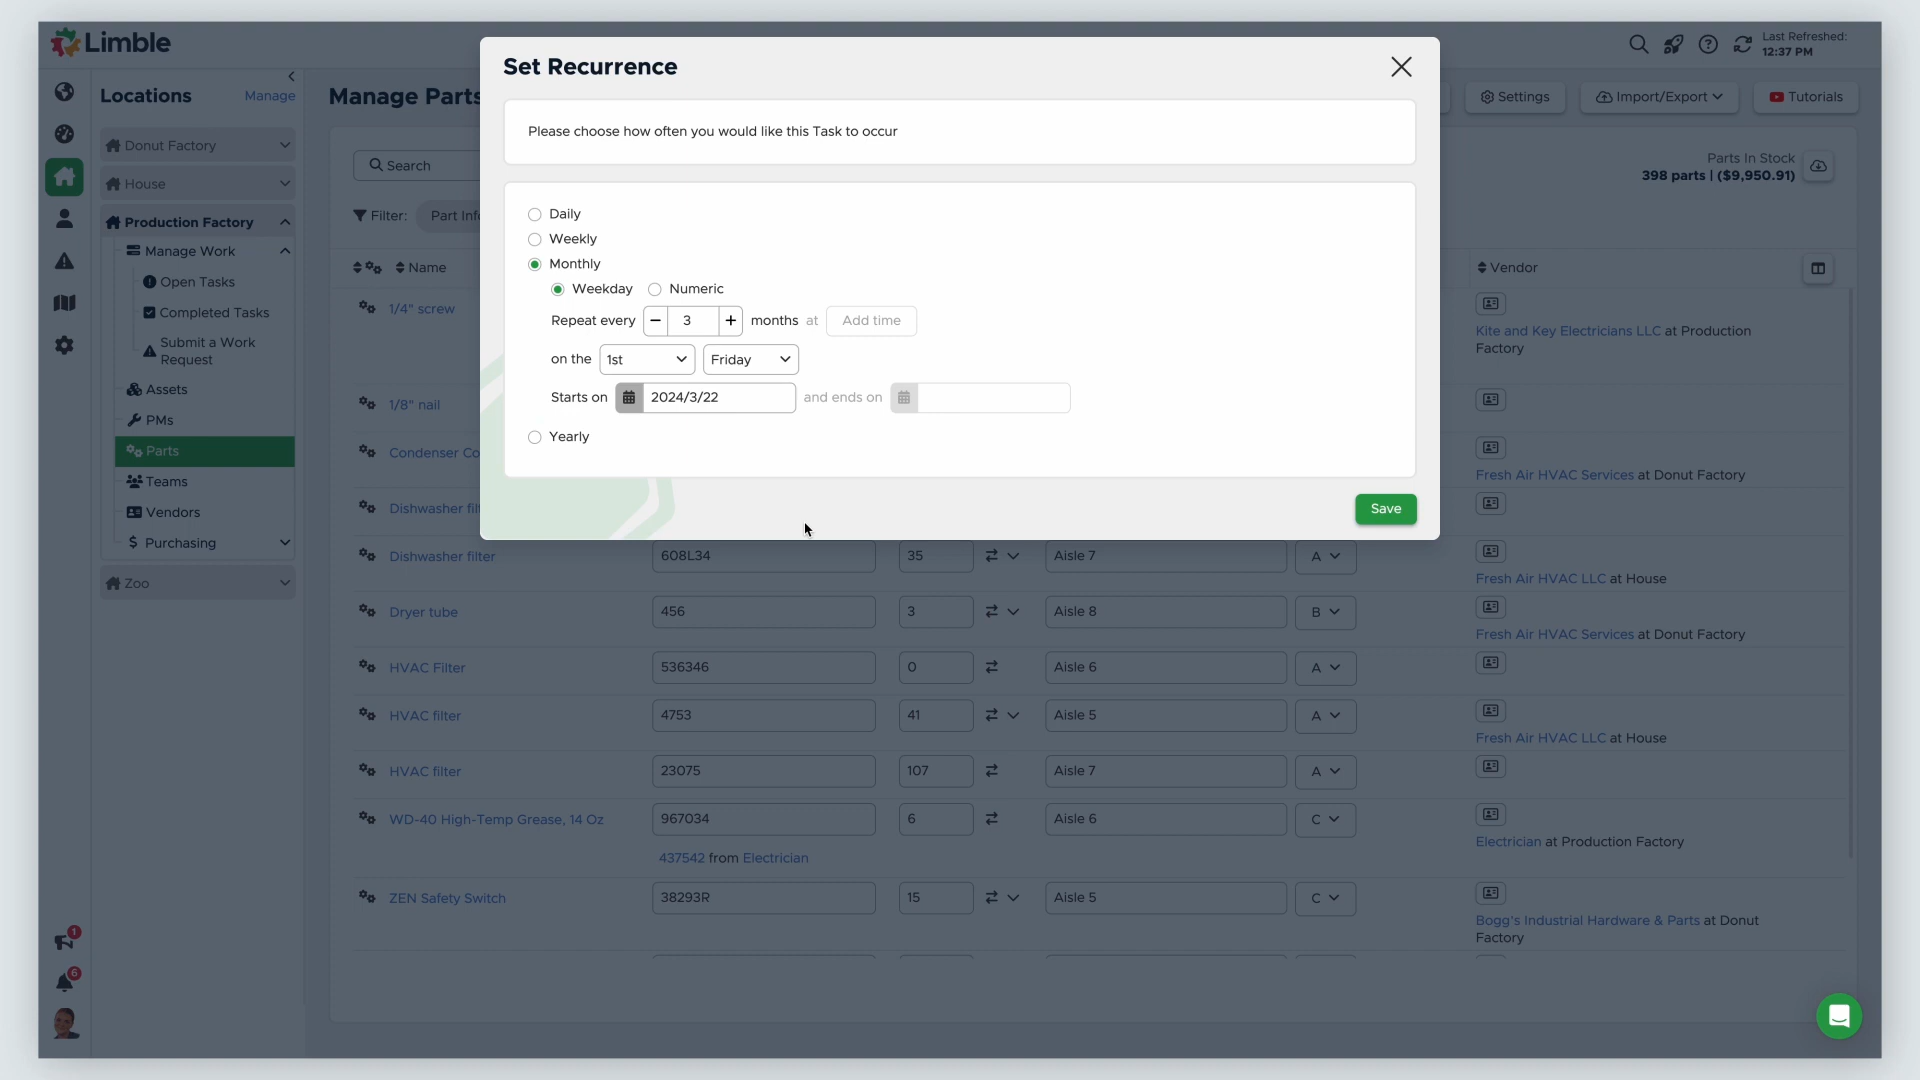 Limble
Last Refreshed:
12:37 PM
Locations
Manage
Donut Factory
House
Production Factory
Manage Work
Open Tasks
Completed Tasks
Submit a Work
Request
Assets
PMs
Parts
Teams
Vendors
Purchasing
Zoo
1
6
Manage Parts
Settings
Import/Export
Tutorials
Search
Parts In Stock
398 parts | ($9,950.91)
Filter:
Name
Vendor
Set Recurrence
Please choose how often you would like this Task to occur
Daily
Weekly
Monthly
Weekday Numeric
Repeat every − 3 + months at Add time
on the 1st Friday
Starts on 2024/3/22 and ends on
Yearly
Save
1/4" screw
Kite and Key Electricians LLC at Production
Factory
1/8" nail
Condenser
Fresh Air HVAC Services at Donut Factory
Dishwasher
Dishwasher filter 608L34 35 Aisle 7 A
Fresh Air HVAC LLC at House
Dryer tube 456 3 Aisle 8 B
Fresh Air HVAC Services at Donut Factory
HVAC Filter 536346 0 Aisle 6 A
HVAC filter 4753 41 Aisle 5 A
Fresh Air HVAC LLC at House
HVAC filter 23075 107 Aisle 7 A
WD-40 High-Temp Grease, 14 Oz 967034 6 Aisle 6 C
Electrician at Production Factory
437542 from Electrician
ZEN Safety Switch 38293R 15 Aisle 5 C
Bogg's Industrial Hardware & Parts at Donut
Factory